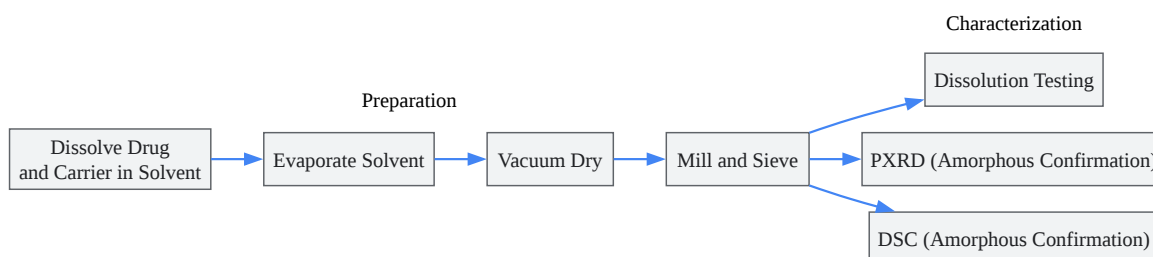 Characterization
Dissolution Testing
Preparation
Dissolve Drug
and Carrier in Solvent
Evaporate Solvent
Vacuum Dry
Mill and Sieve
PXRD (Amorphous Confirmation)
DSC (Amorphous Confirmation)